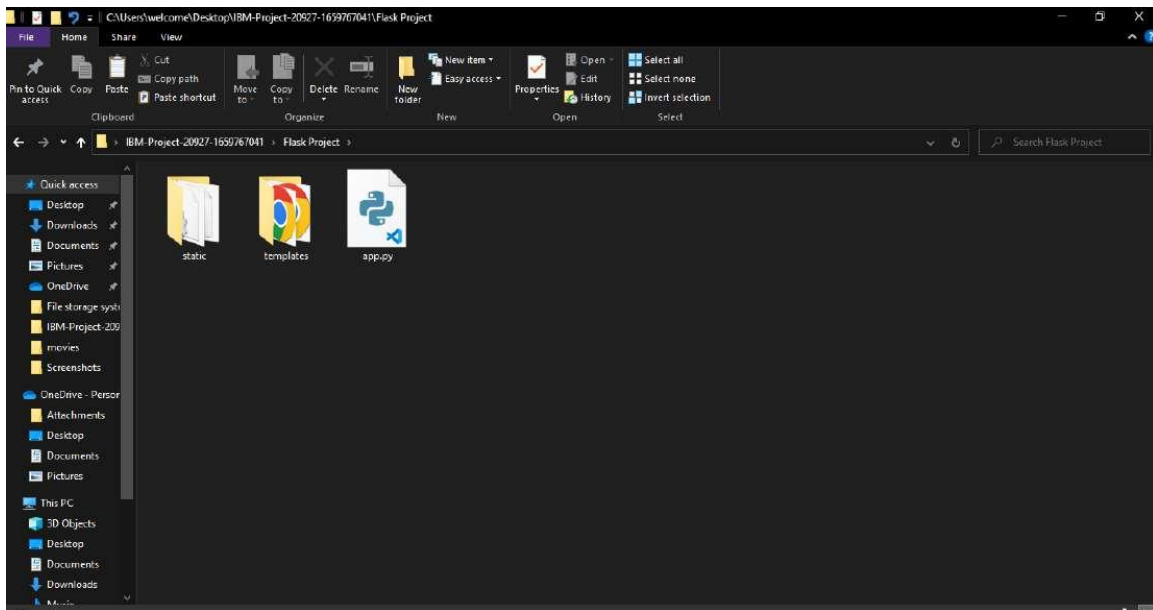 C:\Users\welcome\Desktop\IBM-Project-20927-1659767041\Flask Project
File Home Share View
Pin to Quick access
Copy
Paste
Cut
Copy path
Paste shortcut
Clipboard
Move to
Copy to
Delete
Rename
Organize
New folder
New item
Easy access
New
Properties
Open
Edit
History
Open
Select all
Select none
Invert selection
Select
IBM-Project-20927-1659767041 › Flask Project ›
Search Flask Project
Quick access
Desktop
Downloads
Documents
Pictures
OneDrive
File storage syst
IBM-Project-209
movies
Screenshots
OneDrive - Person
Attachments
Desktop
Documents
Pictures
This PC
3D Objects
Desktop
Documents
Downloads
static
templates
app.py